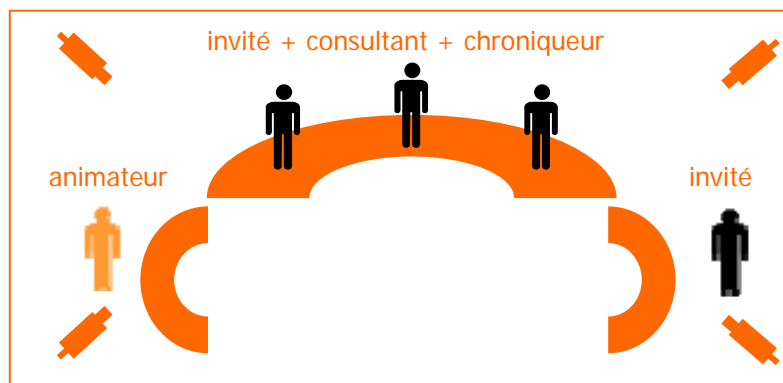 invité + consultant + chroniqueur
animateur
invité